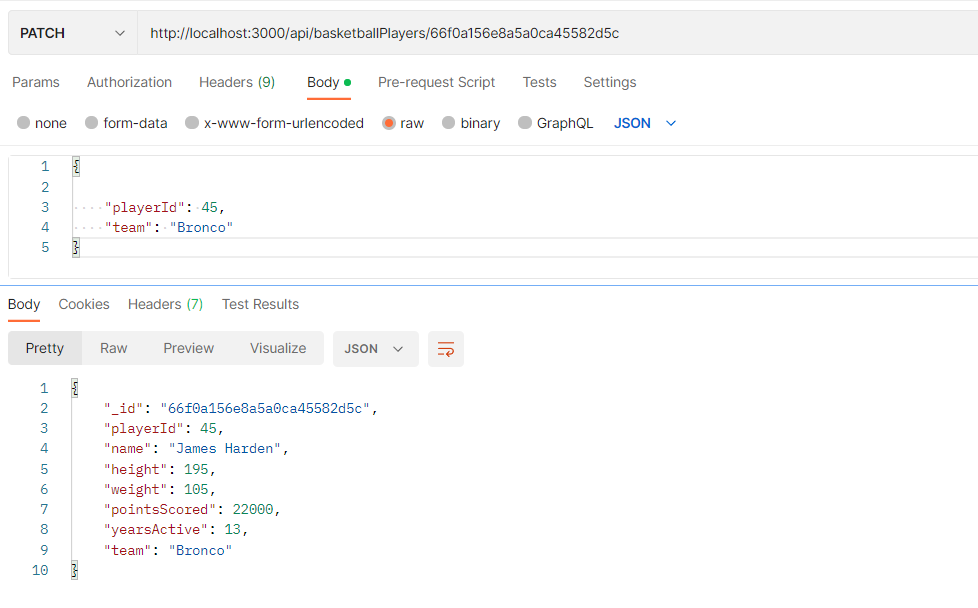 PATCH http://localhost:3000/api/basketballPlayers/66f0a156e8a5a0ca45582d5c
Params Authorization Headers (9) Body Pre-request Script Tests Settings
none form-data x-www-form-urlencoded raw binary GraphQL JSON
1 {
2
3 "playerId": 45,
4 "team": "Bronco"
5 }
Body Cookies Headers (7) Test Results
Pretty Raw Preview Visualize JSON
1 {
2 "_id": "66f0a156e8a5a0ca45582d5c",
3 "playerId": 45,
4 "name": "James Harden",
5 "height": 195,
6 "weight": 105,
7 "pointsScored": 22000,
8 "yearsActive": 13,
9 "team": "Bronco"
10 }